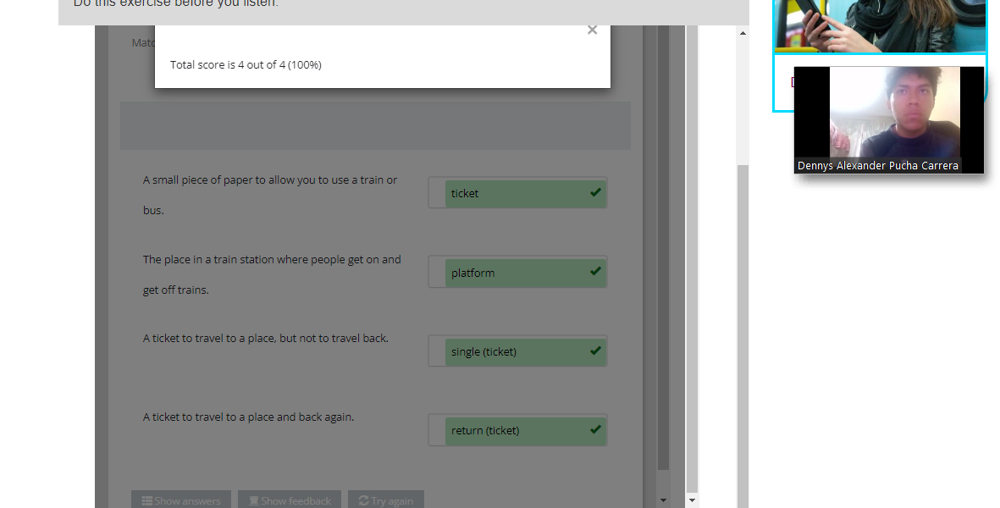 Do this exercise before you listen.
×
Total score is 4 out of 4 (100%)
A small piece of paper to allow you to use a train or
bus.
ticket
The place in a train station where people get on and
get off trains.
platform
A ticket to travel to a place, but not to travel back.
single (ticket)
A ticket to travel to a place and back again.
return (ticket)
Show answers
Show feedback
Try again
Dennys Alexander Pucha Carrera